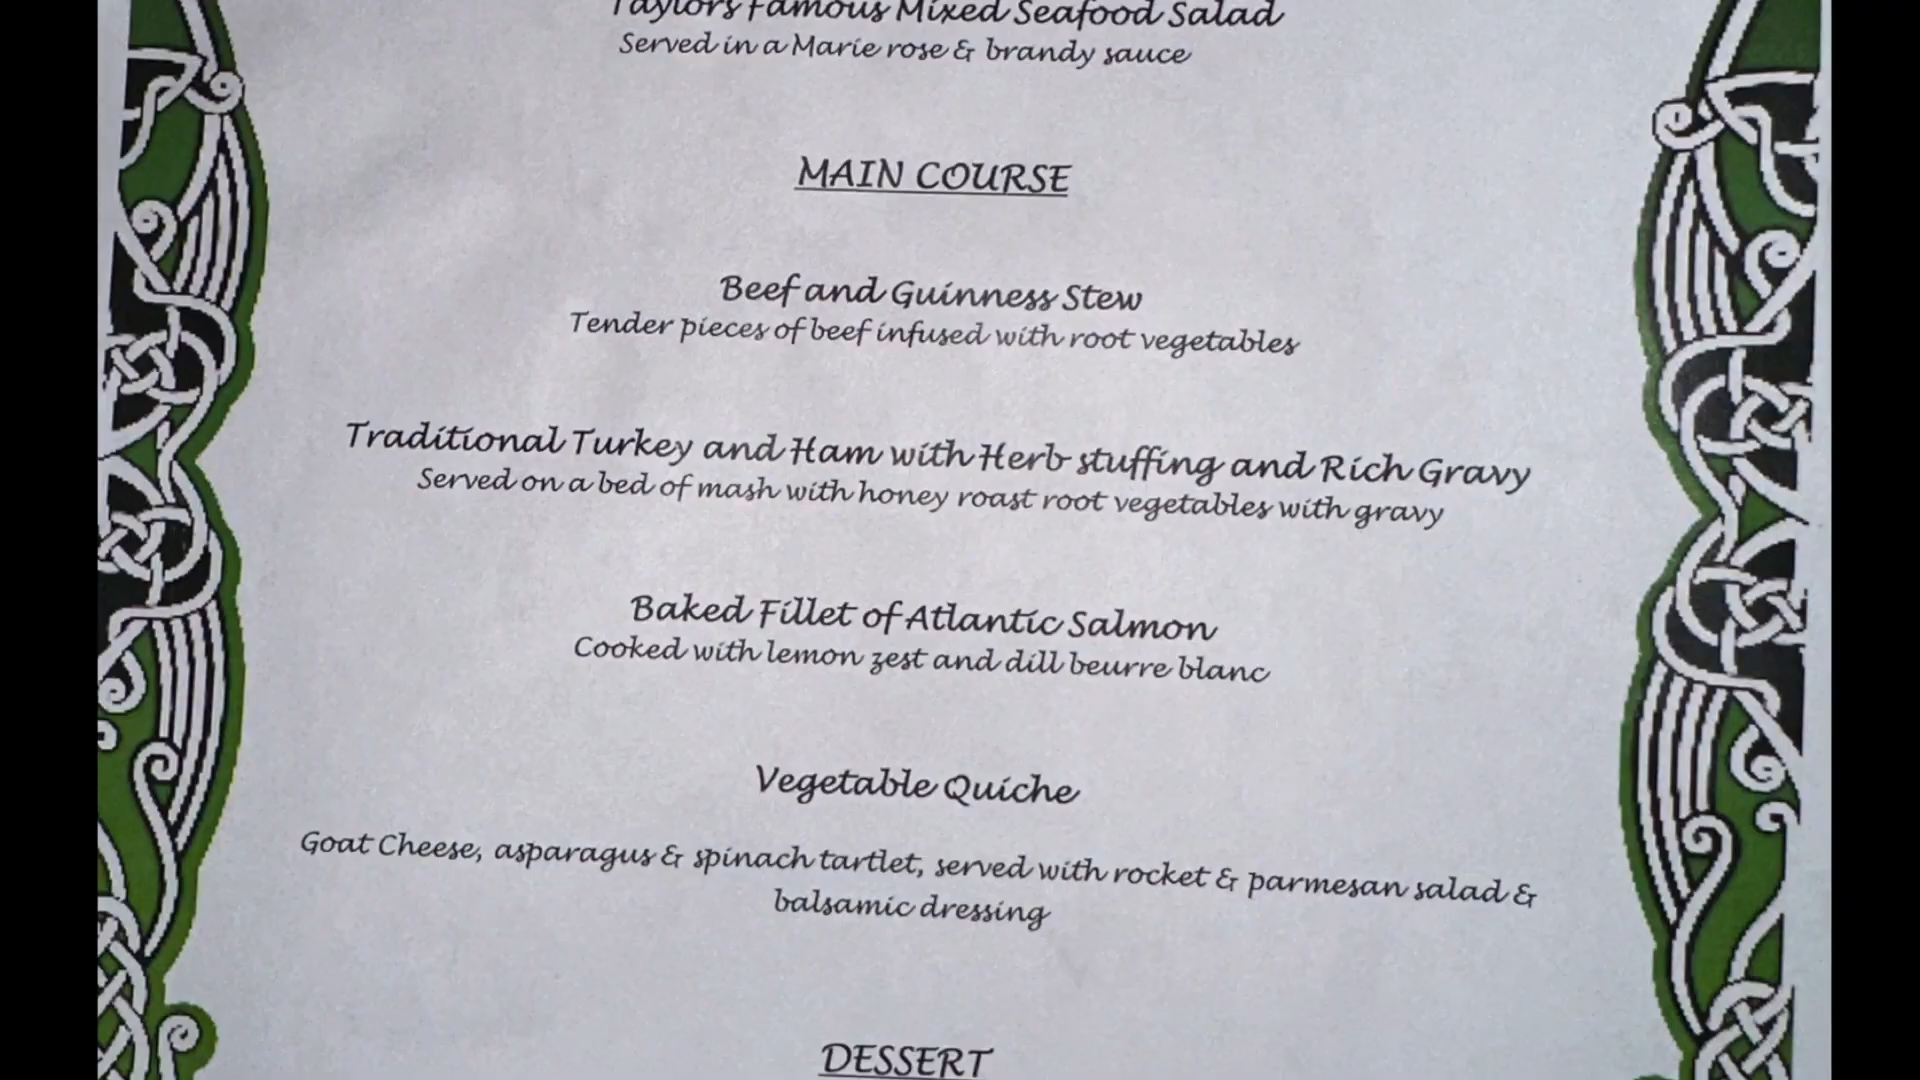 Taylors Famous Mixed Seafood Salad
Served in a Marie rose & brandy sauce
MAIN COURSE
Beef and Guinness Stew
Tender pieces of beef infused with root vegetables
Traditional Turkey and Ham with Herb stuffing and Rich Gravy
Served on a bed of mash with honey roast root vegetables with gravy
Baked Fillet of Atlantic Salmon
Cooked with lemon zest and dill beurre blanc
Vegetable Quiche
Goat Cheese, asparagus & spinach tartlet, served with rocket & parmesan salad &
balsamic dressing
DESSERT